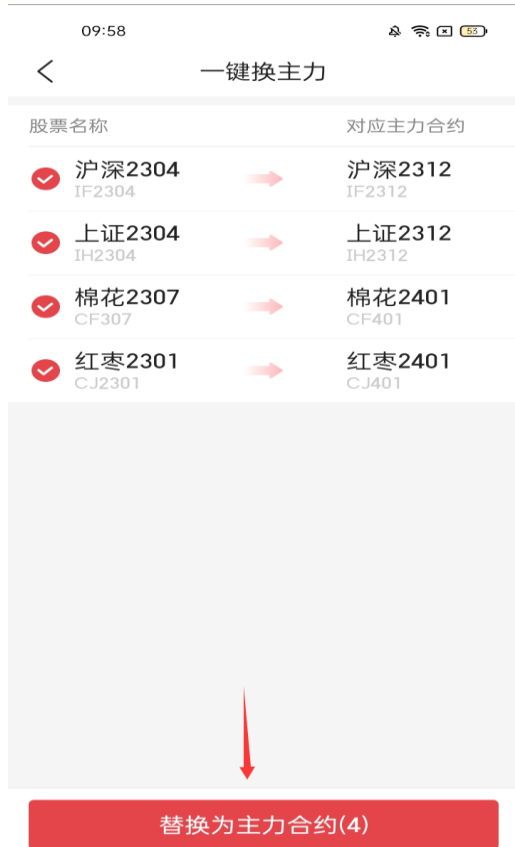 09:58
53
一键换主力
股票名称 对应主力合约
沪深2304 沪深2312
IF2304 IF2312
上证2304 上证2312
IH2304 IH2312
棉花2307 棉花2401
CF307 CF401
红枣2301 红枣2401
CJ2301 CJ401
替换为主力合约(4)